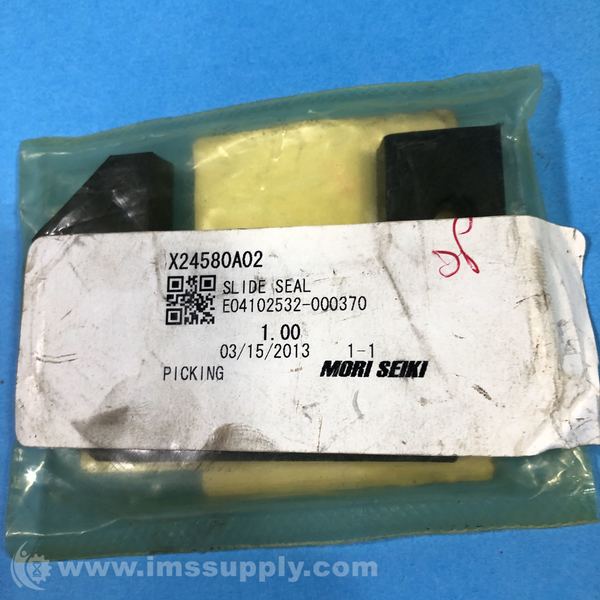 X24580A02
SLIDE SEAL
E04102532-000370
1.00
03/15/2013 1-1
PICKING MORI SEIKI
www.imssupply.com